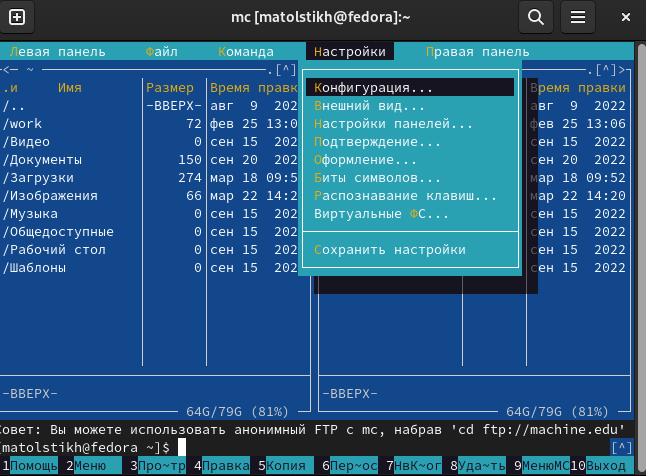 mc [matolstikh@fedora]:~
Левая панель Файл Команда Настройки Правая панель
<─ ~ .[^] .[^]>
.и Имя Размер Время правки Время правки
/.. -ВВЕРХ- авг 9 202 авг 9 2022
/work 72 фев 25 13:0 фев 25 13:06
/Видео 0 сен 15 202 сен 15 2022
/Документы 150 сен 20 202 сен 20 2022
/Загрузки 274 мар 18 09:5 мар 18 09:52
/Изображения 66 мар 22 14:2 мар 22 14:20
/Музыка 0 сен 15 202 сен 15 2022
/Общедоступные 0 сен 15 202 сен 15 2022
/Рабочий стол 0 сен 15 202 сен 15 2022
/Шаблоны 0 сен 15 202 сен 15 2022
Конфигурация...
Внешний вид...
Настройки панелей...
Подтверждение...
Оформление...
Биты символов...
Распознавание клавиш...
Виртуальные ФС...
Сохранить настройки
-ВВЕРХ- -ВВЕРХ-
64G/79G (81%) 64G/79G (81%)
Совет: Вы можете использовать анонимный FTP с mc, набрав 'cd ftp://machine.edu'
[matolstikh@fedora ~]$ [^]
1Помощь 2Меню 3Про~тр 4Правка 5Копия 6Пер~ос 7НвК~ог 8Уда~ть 9МенюMC 10Выход